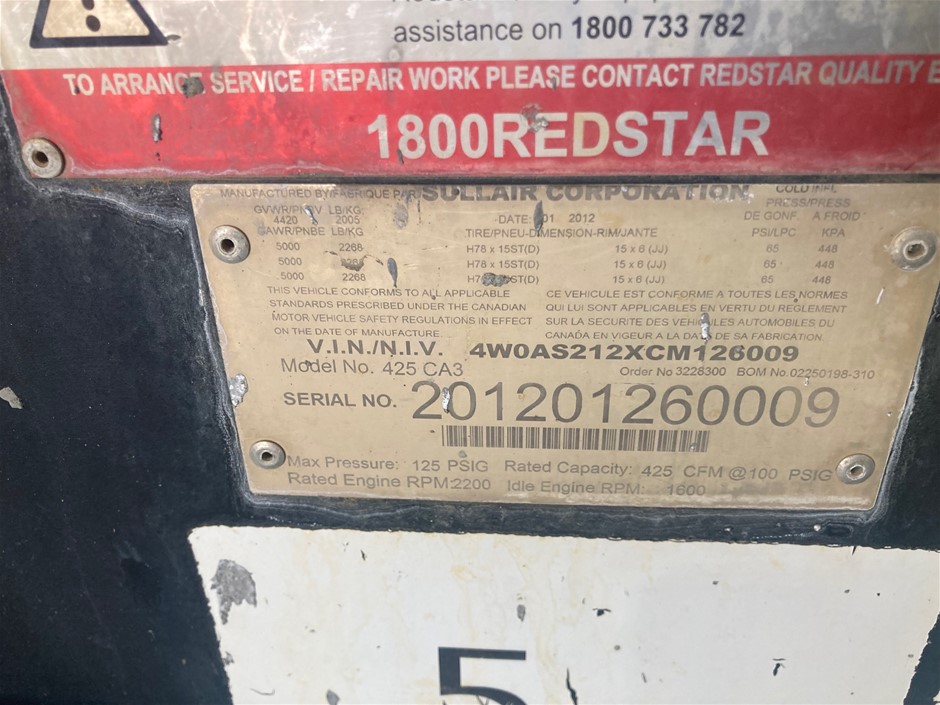 assistance on 1800 733 782
TO ARRANGE SERVICE / REPAIR WORK PLEASE CONTACT REDSTAR QUALITY E
1800REDSTAR
MANUFACTURED BY/FABRIQUE PAR SULLAIR CORPORATION COLD INFL
GVWR/PNBV LB/KG: DATE: 01 2012 PRESS/PRESS
4420 2005 DE GONF. A FROID
GAWR/PNBE LB/KG TIRE/PNEU-DIMENSION-RIM/JANTE PSI/LPC KPA
5000 2268 H78 x 15ST(D) 15 x 6 (JJ) 65 448
5000 2268 H78 x 15ST(D) 15 x 6 (JJ) 65 448
5000 2268 H78 x 15ST(D) 15 x 6 (JJ) 65 448
THIS VEHICLE CONFORMS TO ALL APPLICABLE
STANDARDS PRESCRIBED UNDER THE CANADIAN
MOTOR VEHICLE SAFETY REGULATIONS IN EFFECT
ON THE DATE OF MANUFACTURE.
CE VEHICULE EST CONFORME A TOUTES LES NORMES
QUI LUI SONT APPLICABLES EN VERTU DU REGLEMENT
SUR LA SECURITE DES VEHICULES AUTOMOBILES DU
CANADA EN VIGEUR A LA DATE DE SA FABRICATION.
V.I.N./N.I.V. 4W0AS212XCM126009
Model No. 425 CA3 Order No 3228300 BOM No. 02250198-310
SERIAL NO. 201201260009
Max Pressure: 125 PSIG Rated Capacity: 425 CFM @ 100 PSIG
Rated Engine RPM: 2200 Idle Engine RPM: 1600
5